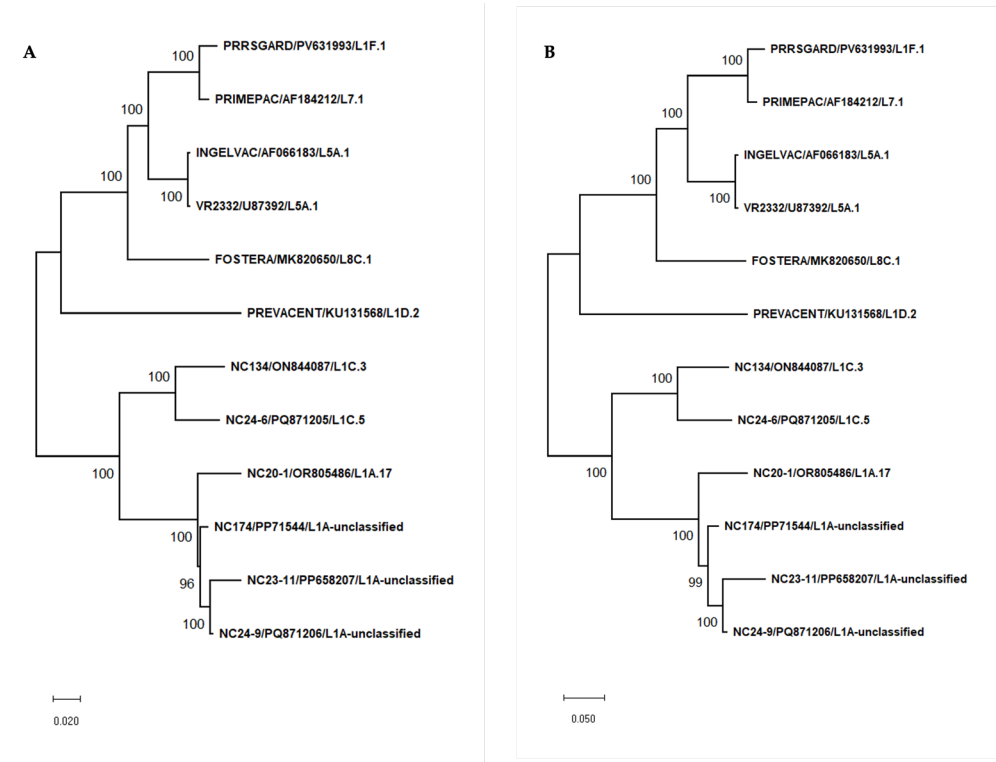 A
100
PRRSGARD/PV631993/L1F.1
100
PRIMEPAC/AF184212/L7.1
100
INGELVAC/AF066183/L5A.1
100
VR2332/U87392/L5A.1
FOSTERA/MK820650/L8C.1
PREVACENT/KU131568/L1D.2
100
NC134/ON844087/L1C.3
NC24-6/PQ871205/L1C.5
100
NC20-1/OR805486/L1A.17
100
NC174/PP71544/L1A-unclassified
96
NC23-11/PP658207/L1A-unclassified
100
NC24-9/PQ871206/L1A-unclassified
0.020
B
100
PRRSGARD/PV631993/L1F.1
100
PRIMEPAC/AF184212/L7.1
100
INGELVAC/AF066183/L5A.1
100
VR2332/U87392/L5A.1
FOSTERA/MK820650/L8C.1
PREVACENT/KU131568/L1D.2
100
NC134/ON844087/L1C.3
NC24-6/PQ871205/L1C.5
100
NC20-1/OR805486/L1A.17
100
NC174/PP71544/L1A-unclassified
99
NC23-11/PP658207/L1A-unclassified
100
NC24-9/PQ871206/L1A-unclassified
0.050